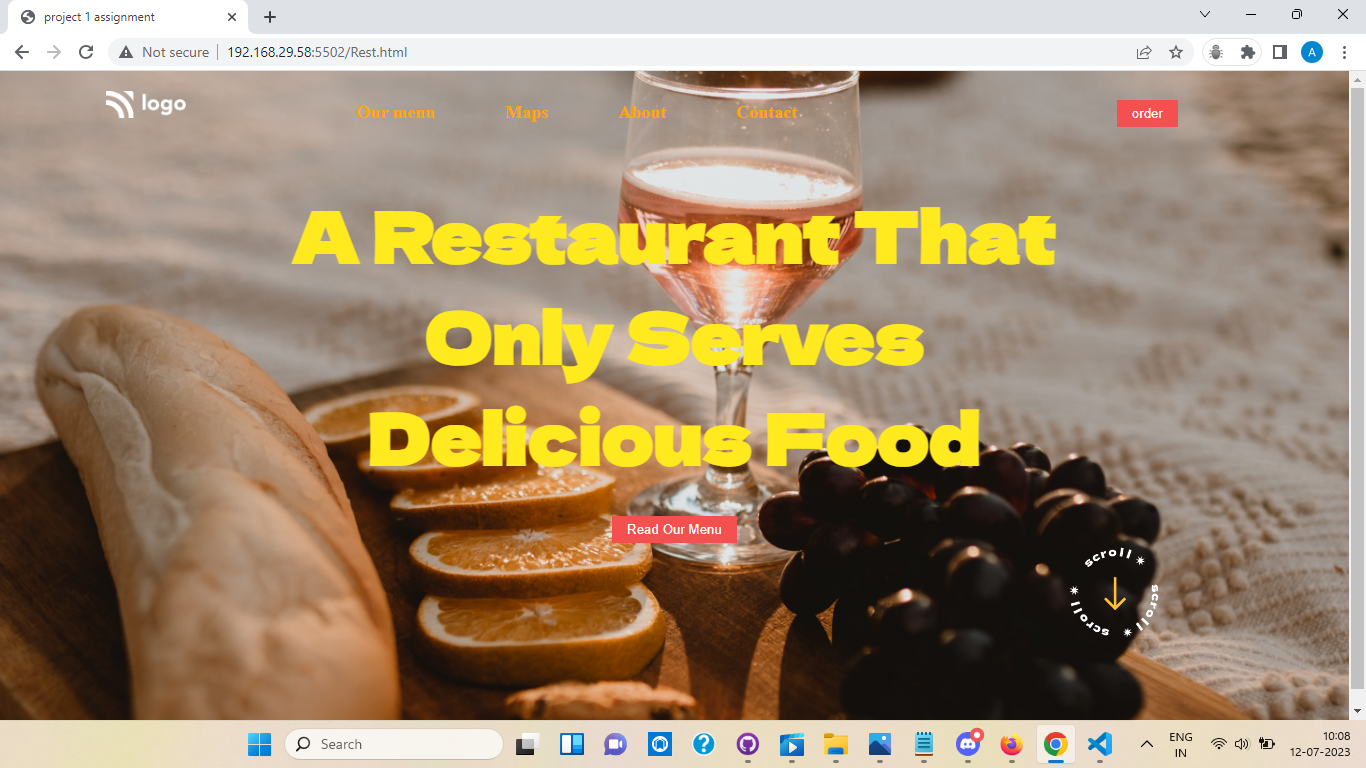 project 1 assignment
Not secure
192.168.29.58:5502/Rest.html
A
logo
Our menu
Maps
About
Contact
order
A Restaurant That
Only Serves
Delicious Food
Read Our Menu
scroll
scroll
scroll
Search
ENG
IN
10:08
12-07-2023